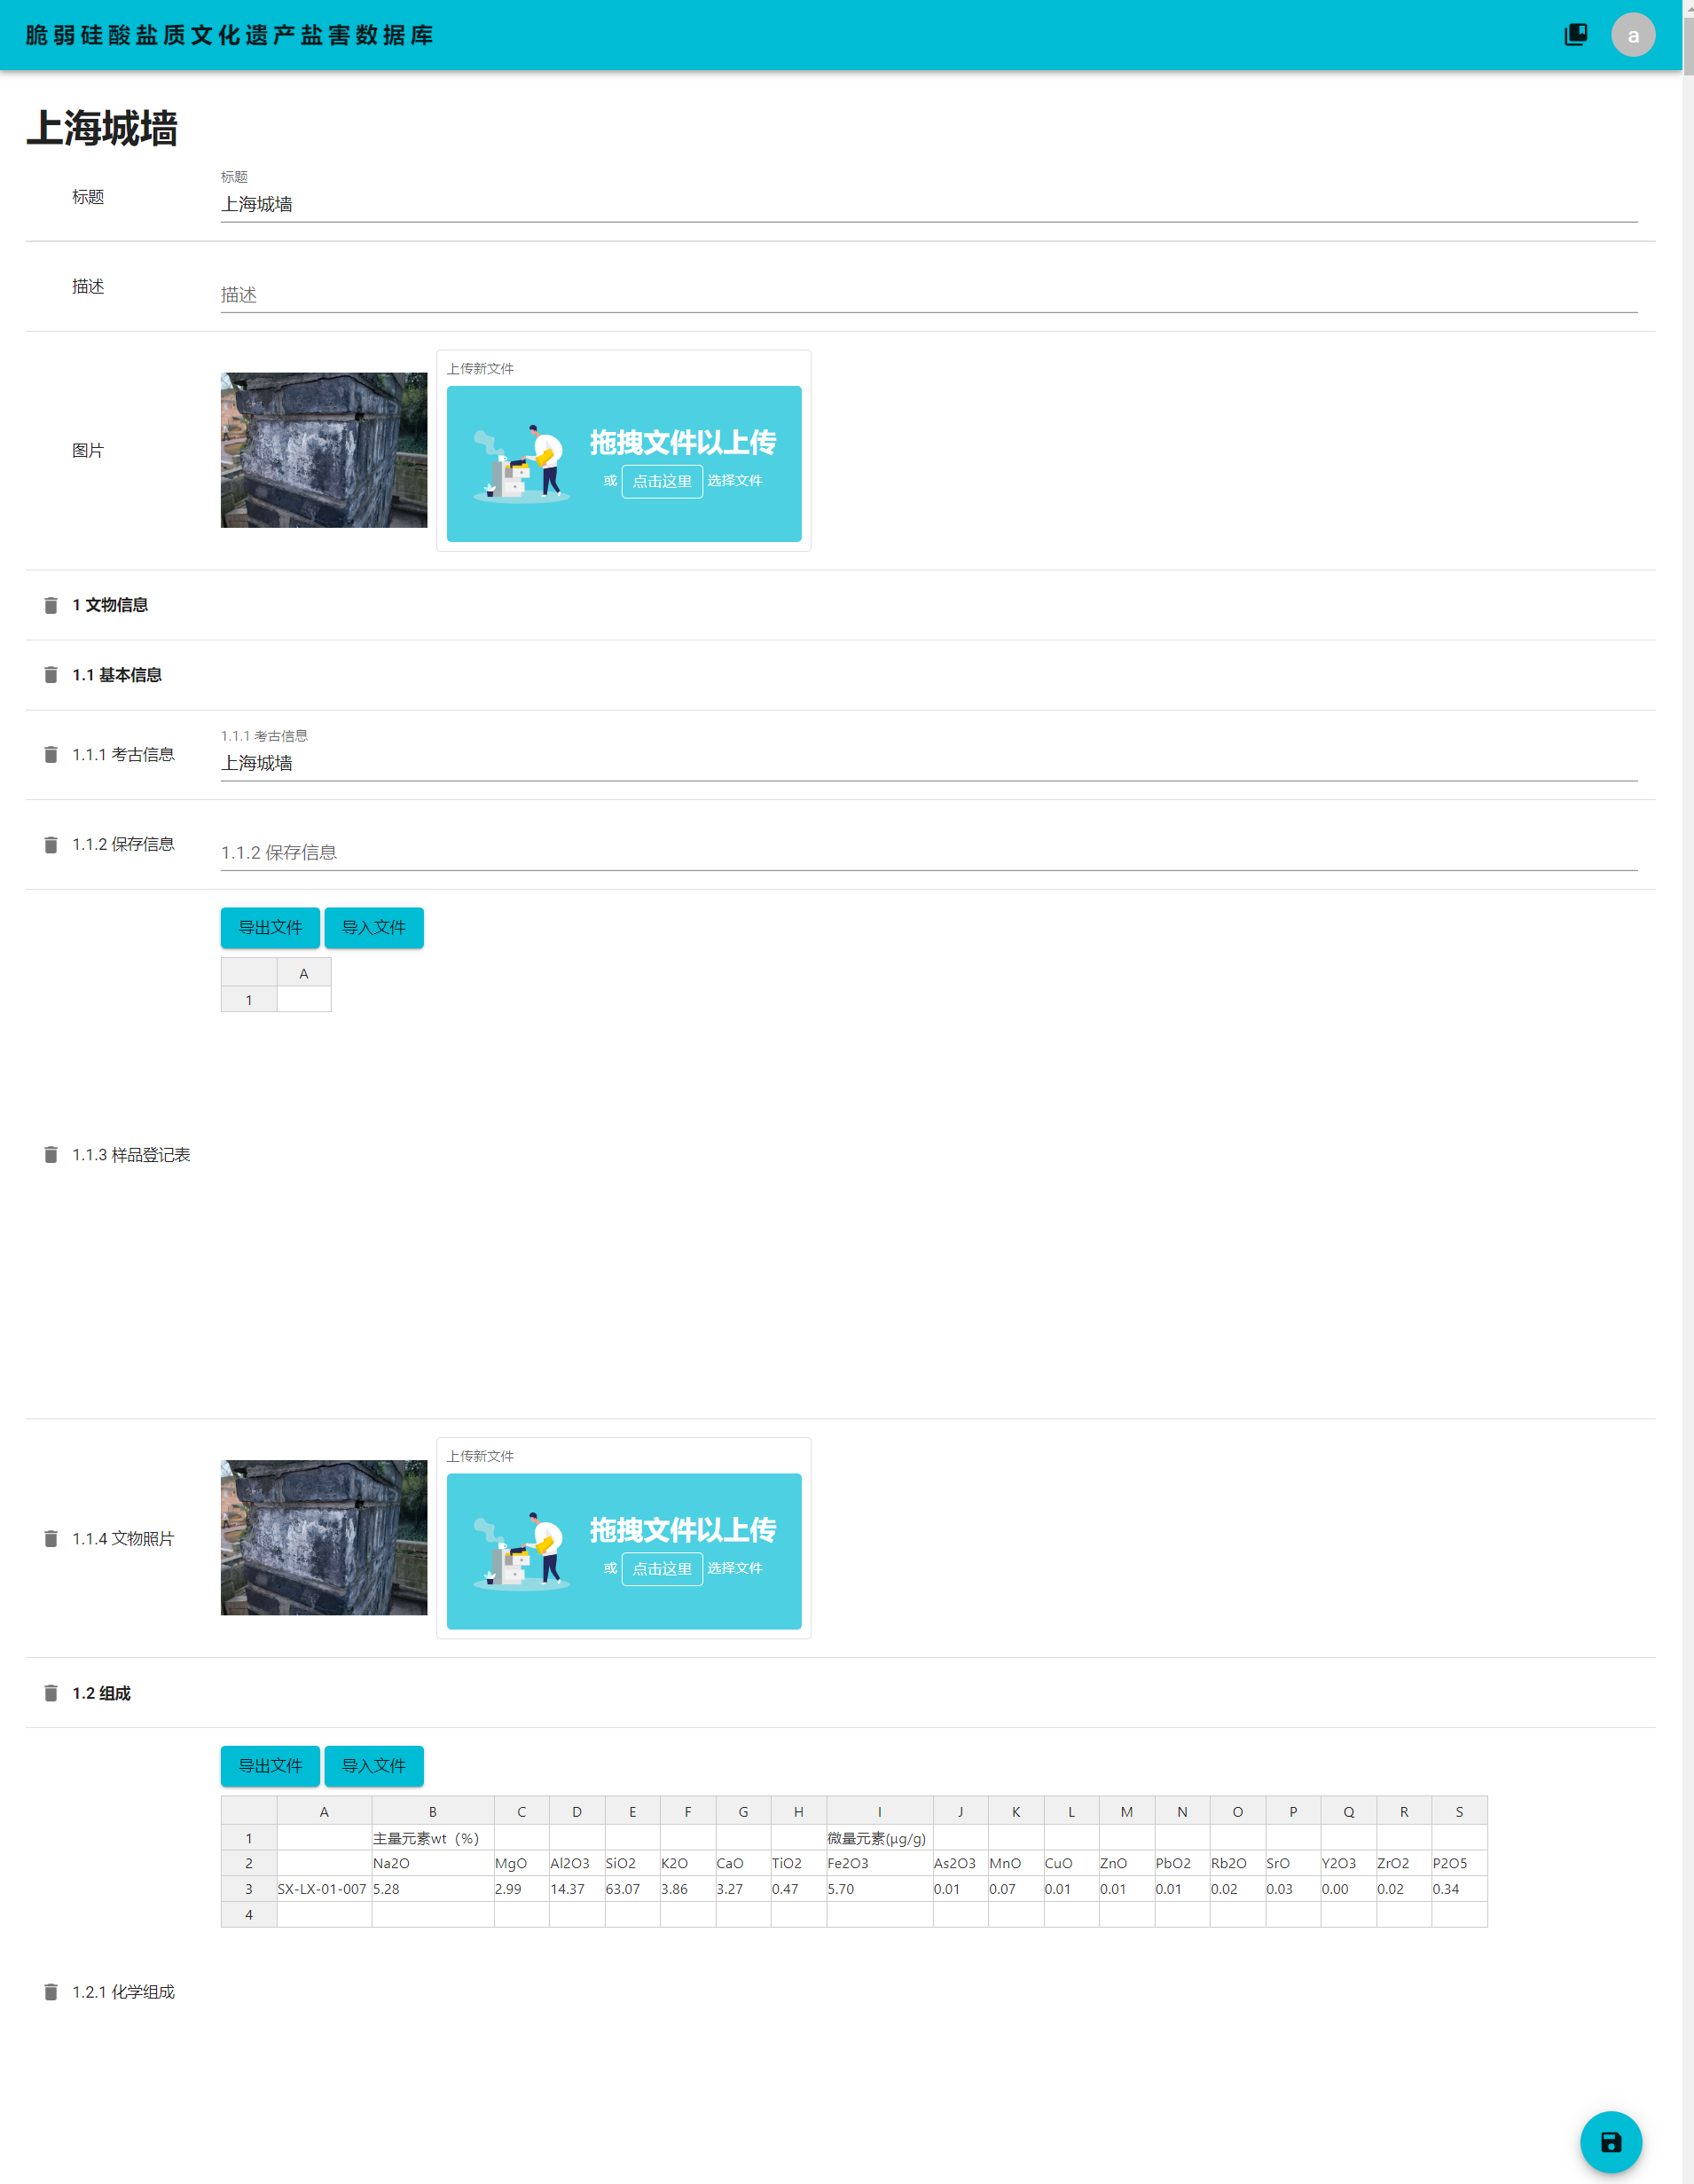 脆弱硅酸盐质文化遗产盐害数据库
a
上海城墙
标题
标题
上海城墙
描述
描述
图片
上传新文件
拖拽文件以上传
或 点击这里 选择文件
1 文物信息
1.1 基本信息
1.1.1 考古信息
1.1.1 考古信息
上海城墙
1.1.2 保存信息
1.1.2 保存信息
导出文件 导入文件
A
1
1.1.3 样品登记表
1.1.4 文物照片
上传新文件
拖拽文件以上传
或 点击这里 选择文件
1.2 组成
导出文件 导入文件
A B C D E F G H I J K L M N O P Q R S
1 主量元素wt（%） 微量元素(μg/g)
2 Na2O MgO Al2O3 SiO2 K2O CaO TiO2 Fe2O3 As2O3 MnO CuO ZnO PbO2 Rb2O SrO Y2O3 ZrO2 P2O5
3 SX-LX-01-007 5.28 2.99 14.37 63.07 3.86 3.27 0.47 5.70 0.01 0.07 0.01 0.01 0.01 0.02 0.03 0.00 0.02 0.34
4
1.2.1 化学组成